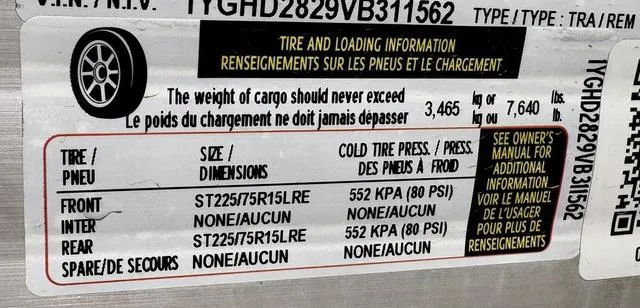 V.I.N. / N.I.V. 1YGHD2829VB311562 TYPE / TYPE : TRA / REM
TIRE AND LOADING INFORMATION
RENSEIGNEMENTS SUR LES PNEUS ET LE CHARGEMENT
The weight of cargo should never exceed 3,465 kg or 7,640 lbs.
Le poids du chargement ne doit jamais dépasser kg ou lb.
TIRE / SIZE / COLD TIRE PRESS. / PRESS.
PNEU DIMENSIONS DES PNEUS À FROID
FRONT ST225/75R15LRE 552 KPA (80 PSI)
INTER NONE/AUCUN NONE/AUCUN
REAR ST225/75R15LRE 552 KPA (80 PSI)
SPARE/DE SECOURS NONE/AUCUN NONE/AUCUN
SEE OWNER'S
MANUAL FOR
ADDITIONAL
INFORMATION
VOIR LE MANUEL
DE L'USAGER
POUR PLUS DE
RENSEIGNEMENTS
1YGHD2829VB311562